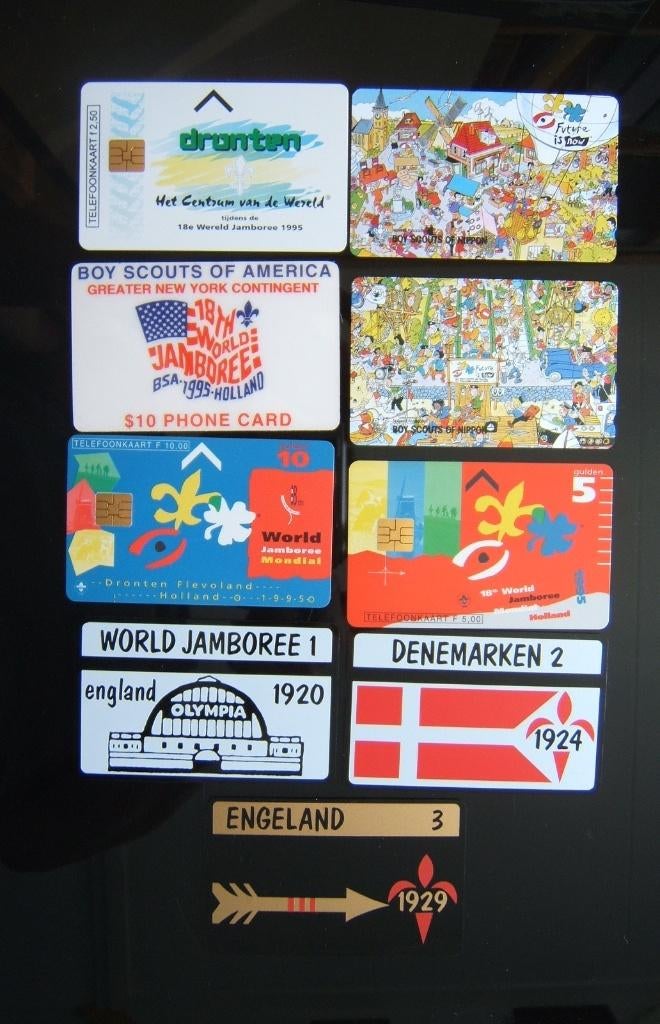 TELEFOONKAART f 2,50
dronten
Het Centrum van de Wereld
tijdens de
18e Wereld Jamboree 1995
Future
is now
BOY SCOUTS OF NIPPON
BOY SCOUTS OF AMERICA
GREATER NEW YORK CONTINGENT
18TH
WORLD
JAMBOREE
BSA·1995·HOLLAND
$10 PHONE CARD
Future
is now
BOY SCOUTS OF NIPPON
TELEFOONKAART F 10,00
gulden
10
World
Jamboree
Mondial
Dronten Flevoland
Holland 1995
gulden
5
18th World
Jamboree
Mondial
Holland
1995
TELEFOONKAART F 5,00
WORLD JAMBOREE 1
england 1920
OLYMPIA
DENEMARKEN 2
1924
ENGELAND 3
1929